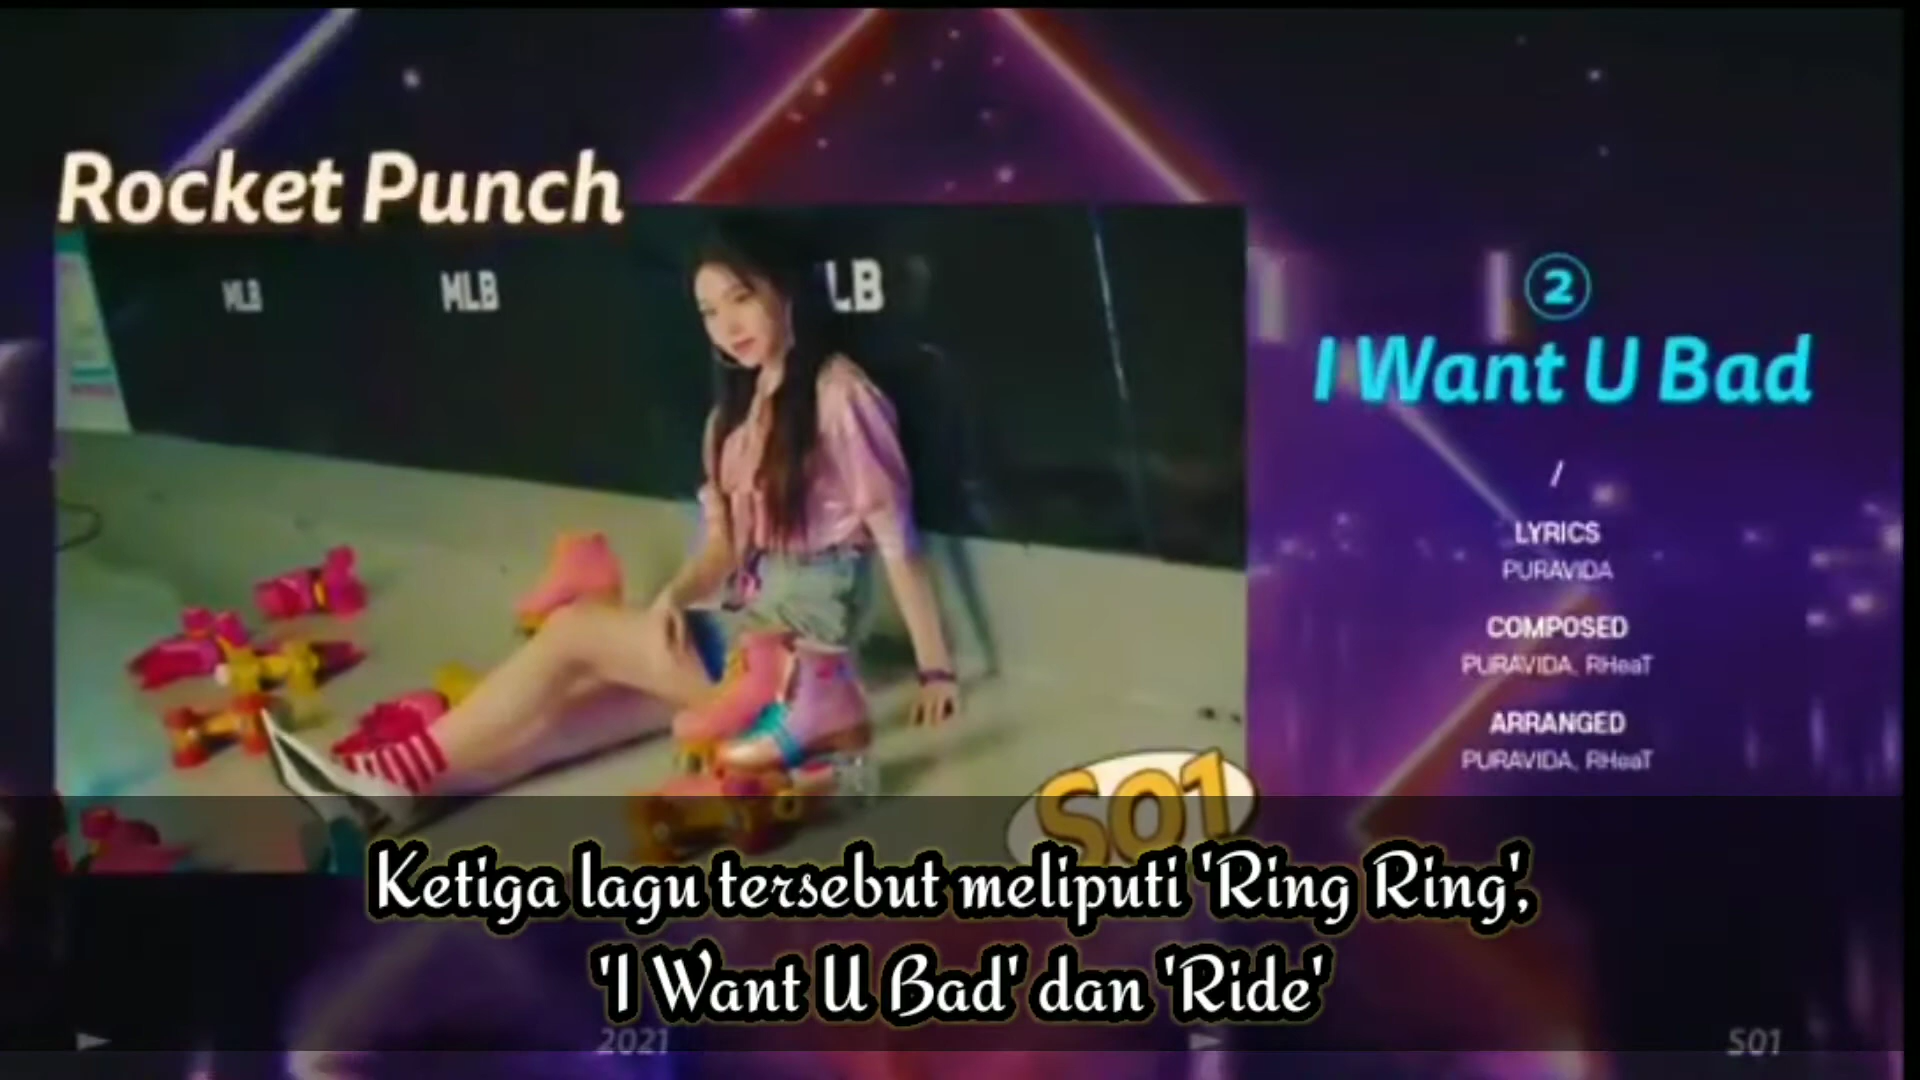 Rocket Punch
MLB
MLB
LB
②
I Want U Bad
/
LYRICS
PURAVIDA
COMPOSED
PURAVIDA, RHeaT
ARRANGED
PURAVIDA, RHeaT
S01
Ketiga lagu tersebut meliputi 'Ring Ring',
'I Want U Bad' dan 'Ride'
2021
S01